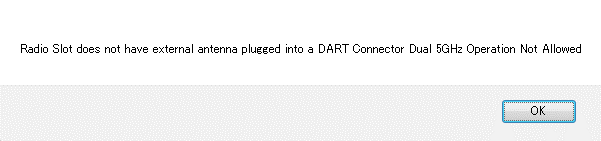 Radio Slot does not have external antenna plugged into a DART Connector Dual 5GHz Operation Not Allowed
OK